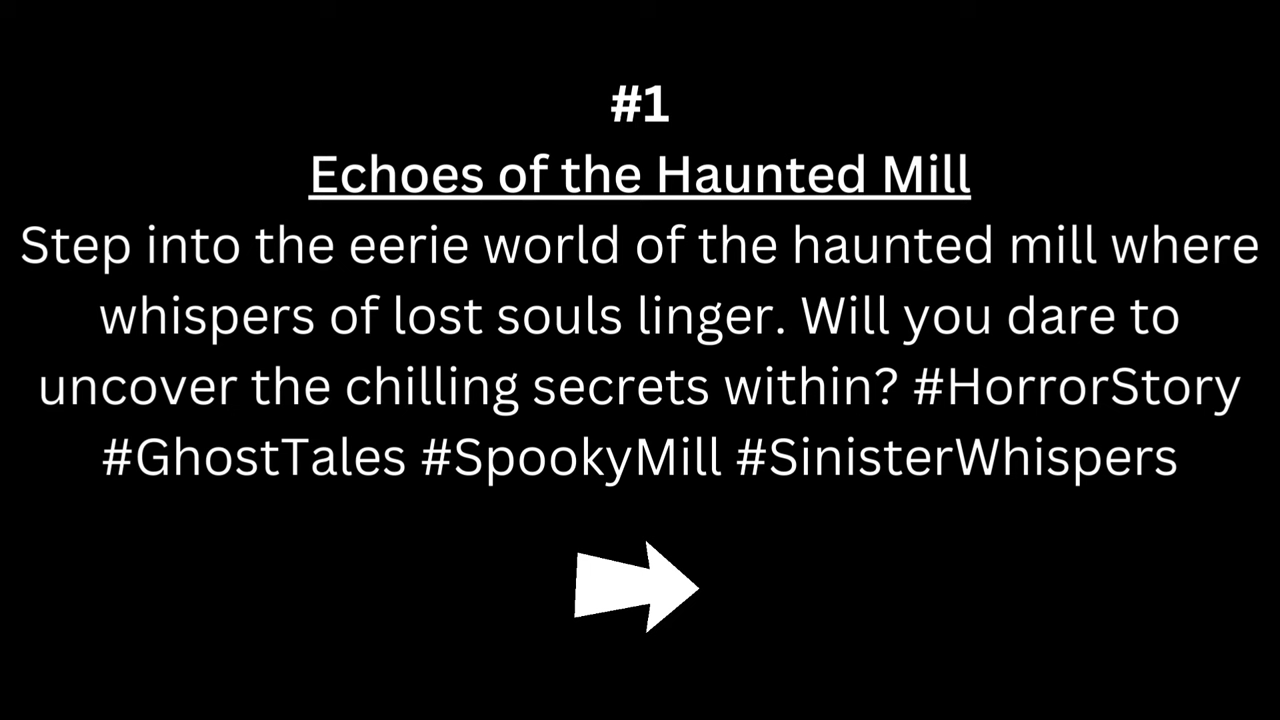 #1
Echoes of the Haunted Mill
Step into the eerie world of the haunted mill where
whispers of lost souls linger. Will you dare to
uncover the chilling secrets within? #HorrorStory
#GhostTales #SpookyMill #SinisterWhispers